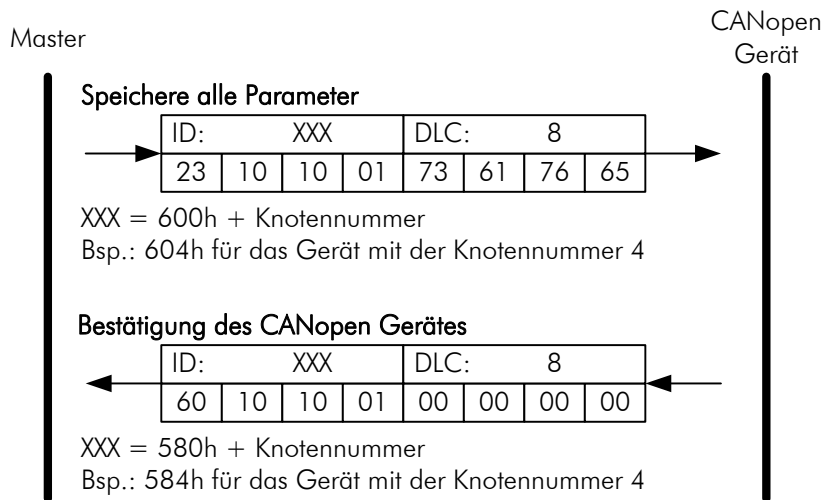 Master
CANopen
Gerät
Speichere alle Parameter
ID: XXX DLC: 8
23 10 10 01 73 61 76 65
XXX = 600h + Knotennummer
Bsp.: 604h für das Gerät mit der Knotennummer 4
Bestätigung des CANopen Gerätes
ID: XXX DLC: 8
60 10 10 01 00 00 00 00
XXX = 580h + Knotennummer
Bsp.: 584h für das Gerät mit der Knotennummer 4